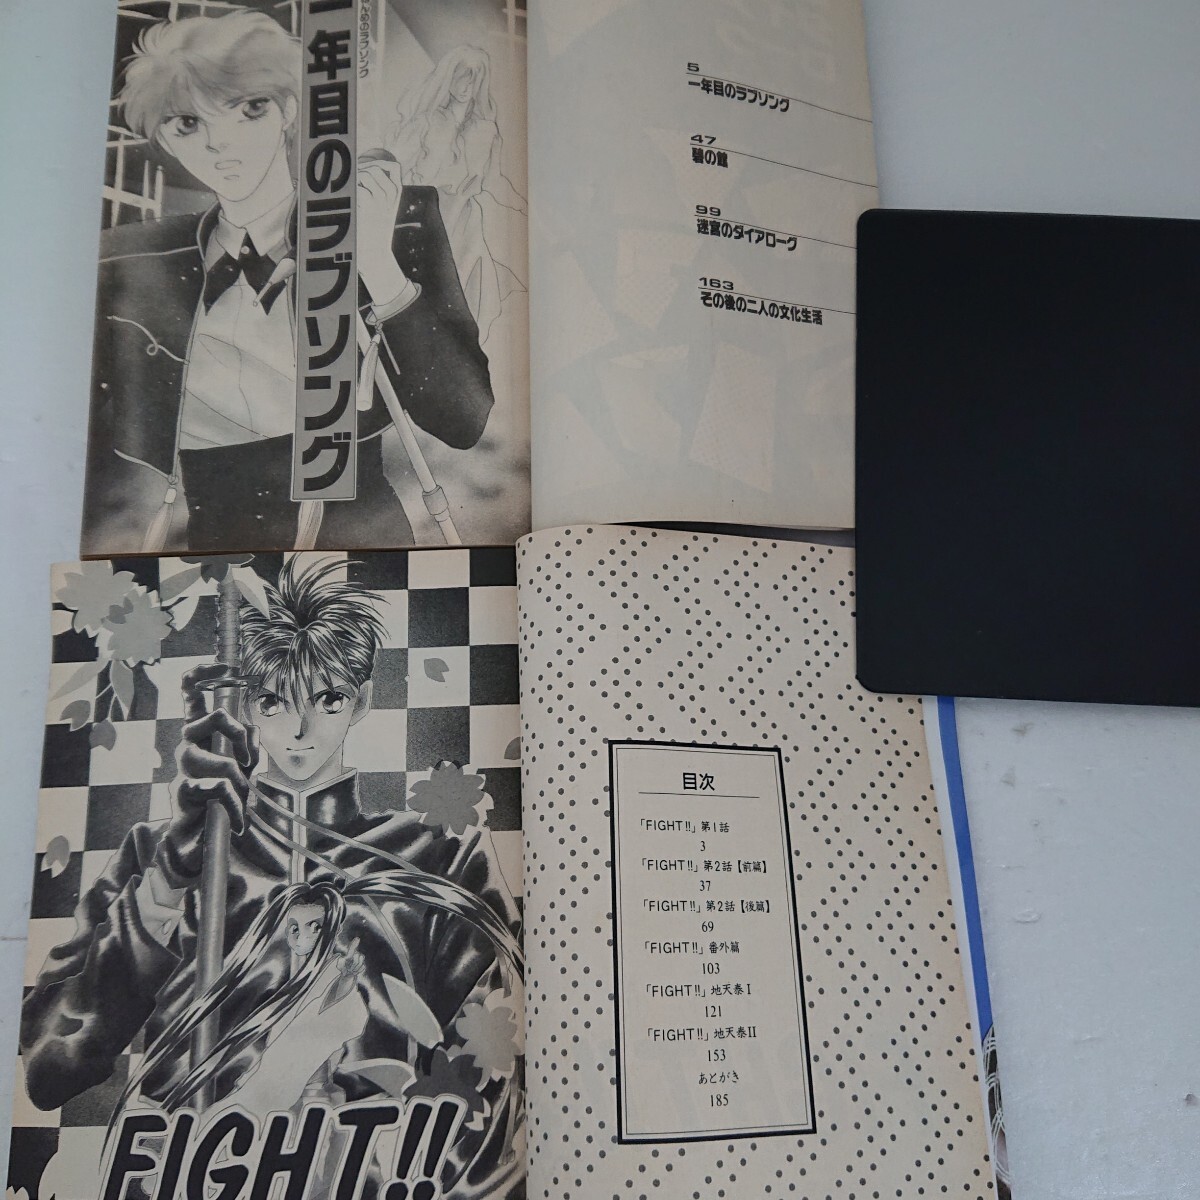 一年目のラブソング
5
一年目のラブソング
47
碧の館
99
迷宮のダイアローグ
163
その後の二人の文化生活
FIGHT!!
目次
「FIGHT!!」第1話
3
「FIGHT!!」第2話【前篇】
37
「FIGHT!!」第2話【後篇】
69
「FIGHT!!」番外篇
103
「FIGHT!!」地天泰I
121
「FIGHT!!」地天泰II
153
あとがき
185